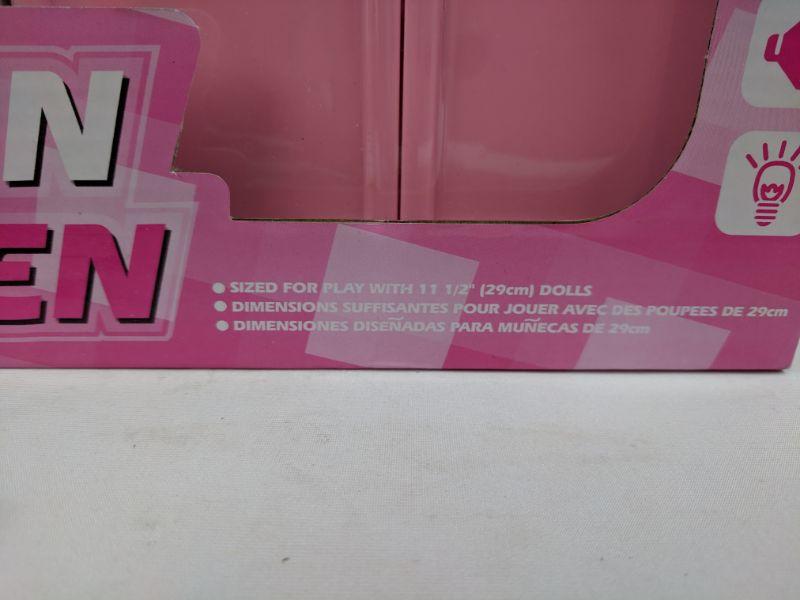 N
EN
● SIZED FOR PLAY WITH 11 1/2" (29cm) DOLLS
● DIMENSIONS SUFFISANTES POUR JOUER AVEC DES POUPEES DE 29cm
● DIMENSIONES DISEÑADAS PARA MUÑECAS DE 29cm